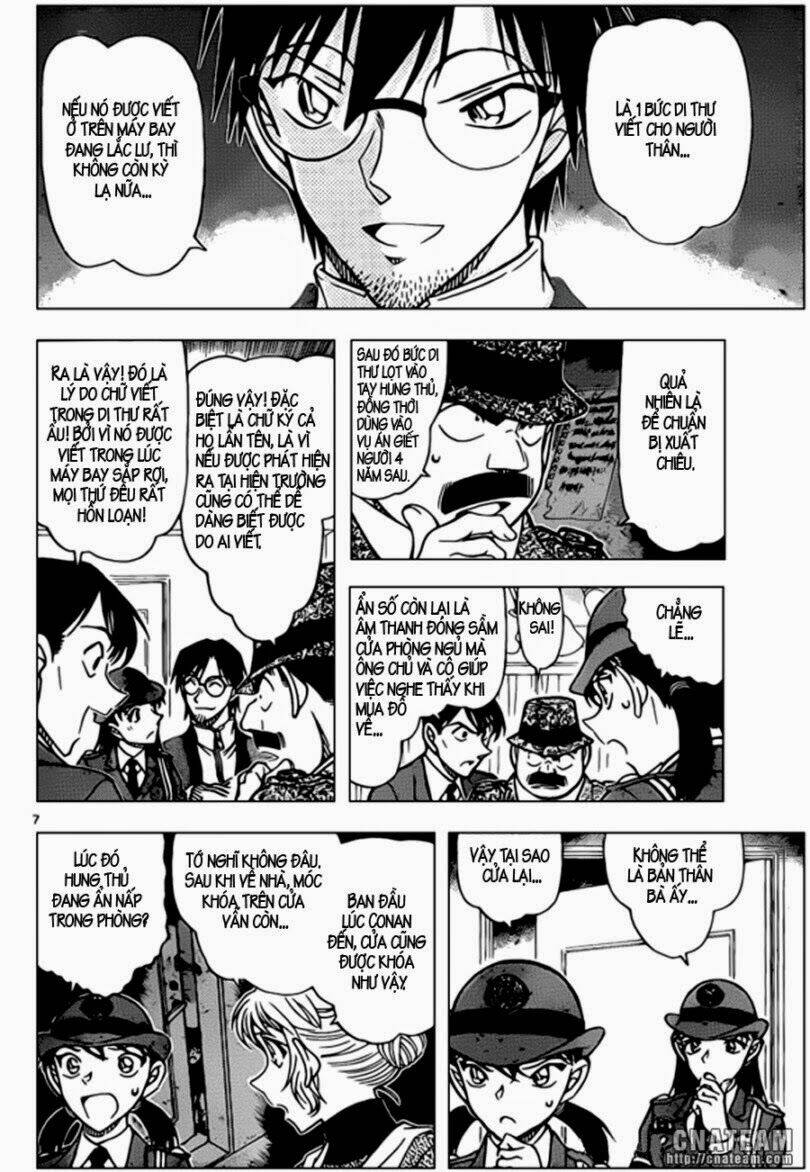 LÀ 1 BỨC DI THƯ
VIẾT CHO NGƯỜI
THÂN...
NẾU NÓ ĐƯỢC VIẾT
Ở TRÊN MÁY BAY
ĐANG LẮC LƯ, THÌ
KHÔNG CÒN KỲ
LẠ NỮA...
QUẢ
NHIÊN LÀ
ĐỂ CHUẨN
BỊ XUẤT
CHIÊU.
SAU ĐÓ BỨC DI
THƯ LỌT VÀO
TAY HUNG THỦ,
ĐỒNG THỜI
DÙNG VÀO
VỤ ÁN GIẾT
NGƯỜI 4
NĂM SAU.
ĐÚNG VẬY! ĐẶC
BIỆT LÀ CHỮ KÝ CẢ
HỌ LẪN TÊN, LÀ VÌ
NẾU ĐƯỢC PHÁT HIỆN
RA TẠI HIỆN TRƯỜNG
CŨNG CÓ THỂ DỄ
DÀNG BIẾT ĐƯỢC
DO AI VIẾT.
RA LÀ VẬY! ĐÓ LÀ
LÝ DO CHỮ VIẾT
TRONG DI THƯ RẤT
ẨU! BỞI VÌ NÓ ĐƯỢC
VIẾT TRONG LÚC
MÁY BAY SẮP RƠI,
MỌI THỨ ĐỀU RẤT
HỖN LOẠN!
CHẲNG
LẼ...
KHÔNG
SAI!
ẨN SỐ CÒN LẠI LÀ
ÂM THANH ĐÓNG SẦM
CỬA PHÒNG NGỦ MÀ
ÔNG CHỦ VÀ CÔ GIÚP
VIỆC NGHE THẤY KHI
MUA ĐỒ
VỀ...
7
KHÔNG THỂ
LÀ BẢN THÂN
BÀ ẤY...
VẬY TẠI SAO
CỬA LẠI...
BAN ĐẦU
LÚC CONAN
ĐẾN, CỬA CŨNG
ĐƯỢC KHÓA
NHƯ VẬY.
TỚ NGHĨ KHÔNG ĐÂU,
SAU KHI VỀ NHÀ, MÓC
KHÓA TRÊN CỬA
VẪN CÒN...
LÚC ĐÓ
HUNG THỦ
ĐANG ẨN NẤP
TRONG PHÒNG?
CNATEAM
http://cnateam.com